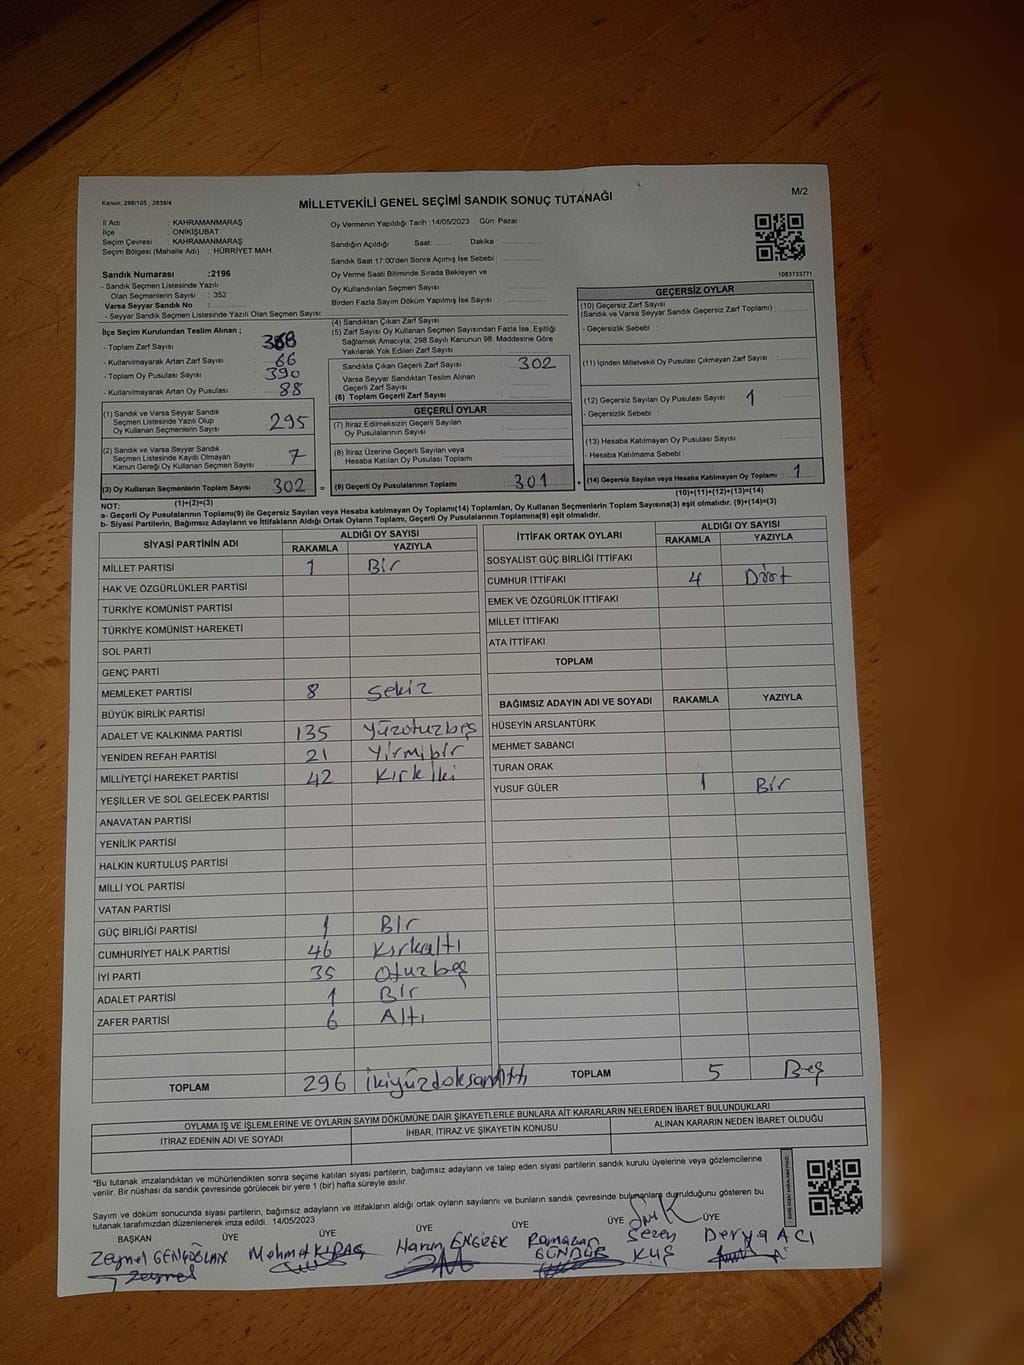 Kanun: 298/105 , 2839/4
MİLLETVEKİLİ GENEL SEÇİMİ SANDIK SONUÇ TUTANAĞI
M/2
İl Adı : KAHRAMANMARAŞ
İlçe : ONİKİŞUBAT
Seçim Çevresi : KAHRAMANMARAŞ
Seçim Bölgesi (Mahalle Adı) : HÜRRİYET MAH
Sandık Numarası :2196
- Sandık Seçmen Listesinde Yazılı
Olan Seçmenlerin Sayısı : 352
Varsa Seyyar Sandık No :
- Seyyar Sandık Seçmen Listesinde Yazılı Olan Seçmen Sayısı
İlçe Seçim Kurulundan Teslim Alınan ;
- Toplam Zarf Sayısı :
- Kullanılmayarak Artan Zarf Sayısı : 66
- Toplam Oy Pusulası Sayısı : 390
- Kullanılmayarak Artan Oy Pusulası : 88
(1) Sandık ve Varsa Seyyar Sandık
Seçmen Listesinde Yazılı Olup
Oy Kullanan Seçmenlerin Sayısı : 295
(2) Sandık ve Varsa Seyyar Sandık
Seçmen Listesinde Kayıtlı Olmayan
Kanun Gereği Oy Kullanan Seçmen Sayısı : 7
(3) Oy Kullanan Seçmenlerin Toplam Sayısı : 302 =
(1)+(2)=(3)
Oy Vermenin Yapıldığı Tarih :14/05/2023 Gün: Pazar
Sandığın Açıldığı Saat: Dakika :
Sandık Saat 17:00'den Sonra Açımış İse Sebebi :
Oy Verme Saati Bitiminde Sırada Bekleyen ve
Oy Kullandırılan Seçmen Sayısı :
Birden Fazla Sayım Döküm Yapılmış İse Sayısı :
(4) Sandıktan Çıkan Zarf Sayısı
(5) Zarf Sayısı Oy Kullanan Seçmen Sayısından Fazla İse, Eşitliği
Sağlamak Amacıyla, 298 Sayılı Kanunun 98. Maddesine Göre
Yakılarak Yok Edilen Zarf Sayısı :
Sandıkta Çıkan Geçerli Zarf Sayısı : 302
Varsa Seyyar Sandıktan Teslim Alınan
Geçerli Zarf Sayısı :
(6) Toplam Geçerli Zarf Sayısı :
GEÇERLİ OYLAR
(7) İtiraz Edilmeksizin Geçerli Sayılan
Oy Pusulalarının Sayısı :
(8) İtiraz Üzerine Geçerli Sayılan veya
Hesaba Katılan Oy Pusulası Toplamı :
(9) Geçerli Oy Pusulalarının Toplamı : 301 +
1083733771
GEÇERSİZ OYLAR
(10) Geçersiz Zarf Sayısı
(Sandık ve Varsa Seyyar Sandık Geçersiz Zarf Toplamı) :
- Geçersizlik Sebebi :
(11) İçinden Milletvekili Oy Pusulası Çıkmayan Zarf Sayısı :
(12) Geçersiz Sayılan Oy Pusulası Sayısı : 1
- Geçersizlik Sebebi :
(13) Hesaba Katılmayan Oy Pusulası Sayısı :
- Hesaba Katılmama Sebebi :
(14) Geçersiz Sayılan veya Hesaba Katılmayan Oy Toplamı : 1
(10)+(11)+(12)+(13)=(14)
NOT:
a- Geçerli Oy Pusulalarının Toplamı(9) ile Geçersiz Sayılan veya Hesaba katılmayan Oy Toplam(14) Toplamları, Oy Kullanan Seçmenlerin Toplam Sayısına(3) eşit olmalıdır. (9)+(14)=(3)
b- Siyasi Partilerin, Bağımsız Adayların ve İttifakların Aldığı Ortak Oyların Toplamı, Geçerli Oy Pusulalarının Toplamına(9) eşit olmalıdır.
SİYASİ PARTİNİN ADI ALDIĞI OY SAYISI
RAKAMLA YAZIYLA
MİLLET PARTİSİ 1 Bir
HAK VE ÖZGÜRLÜKLER PARTİSİ
TÜRKİYE KOMÜNİST PARTİSİ
TÜRKİYE KOMÜNİST HAREKETİ
SOL PARTİ
GENÇ PARTİ
MEMLEKET PARTİSİ 8 Sekiz
BÜYÜK BİRLİK PARTİSİ
ADALET VE KALKINMA PARTİSİ 135 Yüzotuzbeş
YENİDEN REFAH PARTİSİ 21 Yirmibir
MİLLİYETÇİ HAREKET PARTİSİ 42 Kırkiki
YEŞİLLER VE SOL GELECEK PARTİSİ
ANAVATAN PARTİSİ
YENİLİK PARTİSİ
HALKIN KURTULUŞ PARTİSİ
MİLLİ YOL PARTİSİ
VATAN PARTİSİ
GÜÇ BİRLİĞİ PARTİSİ 1 Bir
CUMHURİYET HALK PARTİSİ 46 Kırkaltı
İYİ PARTİ 35 Otuzbeş
ADALET PARTİSİ 1 Bir
ZAFER PARTİSİ 6 Altı
TOPLAM 296 ikiyüzdoksanAltı
İTTİFAK ORTAK OYLARI ALDIĞI OY SAYISI
RAKAMLA YAZIYLA
SOSYALİST GÜÇ BİRLİĞİ İTTİFAKI
CUMHUR İTTİFAKI 4 Dört
EMEK VE ÖZGÜRLÜK İTTİFAKI
MİLLET İTTİFAKI
ATA İTTİFAKI
TOPLAM
BAĞIMSIZ ADAYIN ADI VE SOYADI RAKAMLA YAZIYLA
HÜSEYİN ARSLANTÜRK
MEHMET SABANCI
TURAN ORAK
YUSUF GÜLER 1 Bir
TOPLAM 5 Beş
OYLAMA İŞ VE İŞLEMLERİNE VE OYLARIN SAYIM DÖKÜMÜNE DAİR ŞİKAYETLERLE BUNLARA AİT KARARLARIN NELERDEN İBARET BULUNDUKLARI
İTİRAZ EDENİN ADI VE SOYADI İHBAR, İTİRAZ VE ŞİKAYETİN KONUSU ALINAN KARARIN NEDEN İBARET OLDUĞU
*Bu tutanak imzalandıktan ve mühürlendikten sonra seçime katılan siyasi partilerin, bağımsız adayların ve talep eden siyasi partilerin sandık kurulu üyelerine veya gözlemcilerine
verilir. Bir nüshası da sandık çevresinde görülecek bir yere 1 (bir) hafta süreyle asılır.
Sayım ve döküm sonucunda siyasi partilerin, bağımsız adayların ve ittifakların aldığı ortak oyların sayılarını ve bunların sandık çevresinde bulunanlara duyrulduğunu gösteren bu
tutanak tarafımızdan düzenlenerek imza edildi. 14/05/2023
BAŞKAN ÜYE ÜYE ÜYE ÜYE ÜYE
Zeynel GENÇOĞLAN Mehmet KIRAÇ Harun ENGİREK Ramazan GÜNDÜR Sezen KUŞ Derya ACI
Zeynel